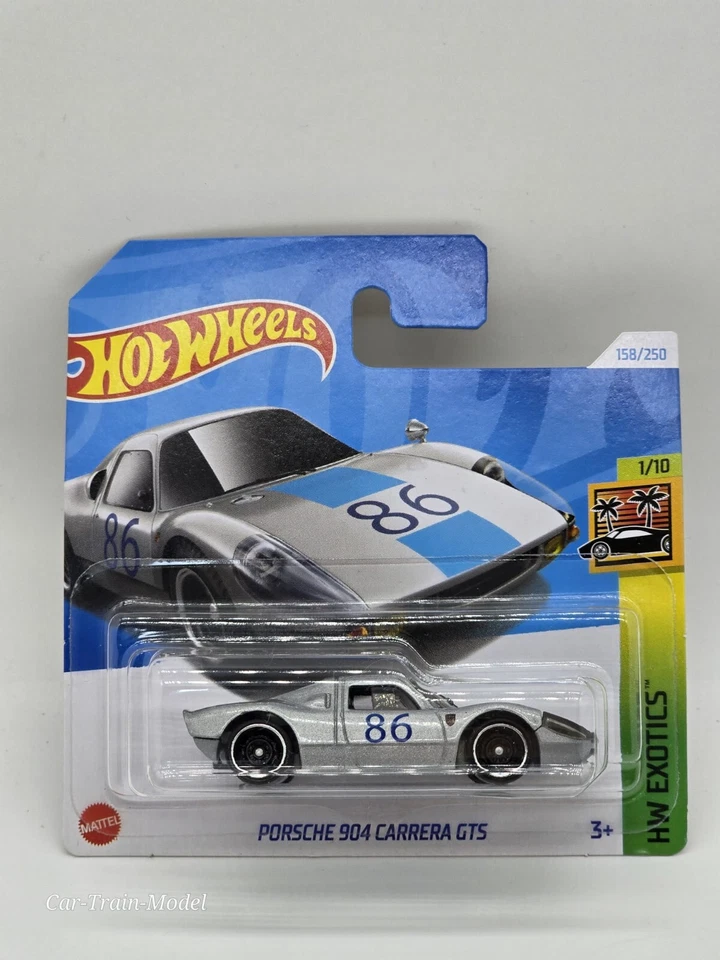 HOT WHEELS
158/250
1/10
86
86
86
HW EXOTICS™
MATTEL
PORSCHE 904 CARRERA GTS
3+
Car-Train-Model